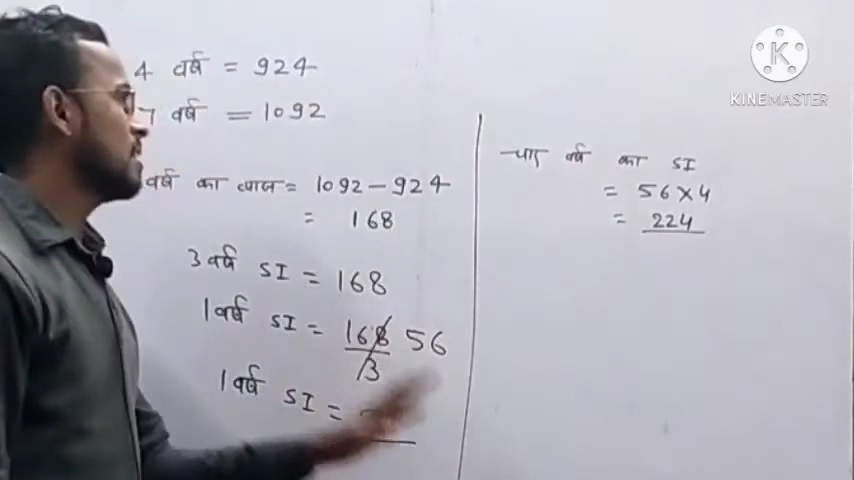 4 वर्ष = 924
7 वर्ष = 1092
वर्ष का ब्याज = 1092 - 924
= 168
3 वर्ष SI = 168
1 वर्ष SI = 168/3 56
1 वर्ष SI =
चार वर्ष का SI
= 56 × 4
= 224
KINEMASTER